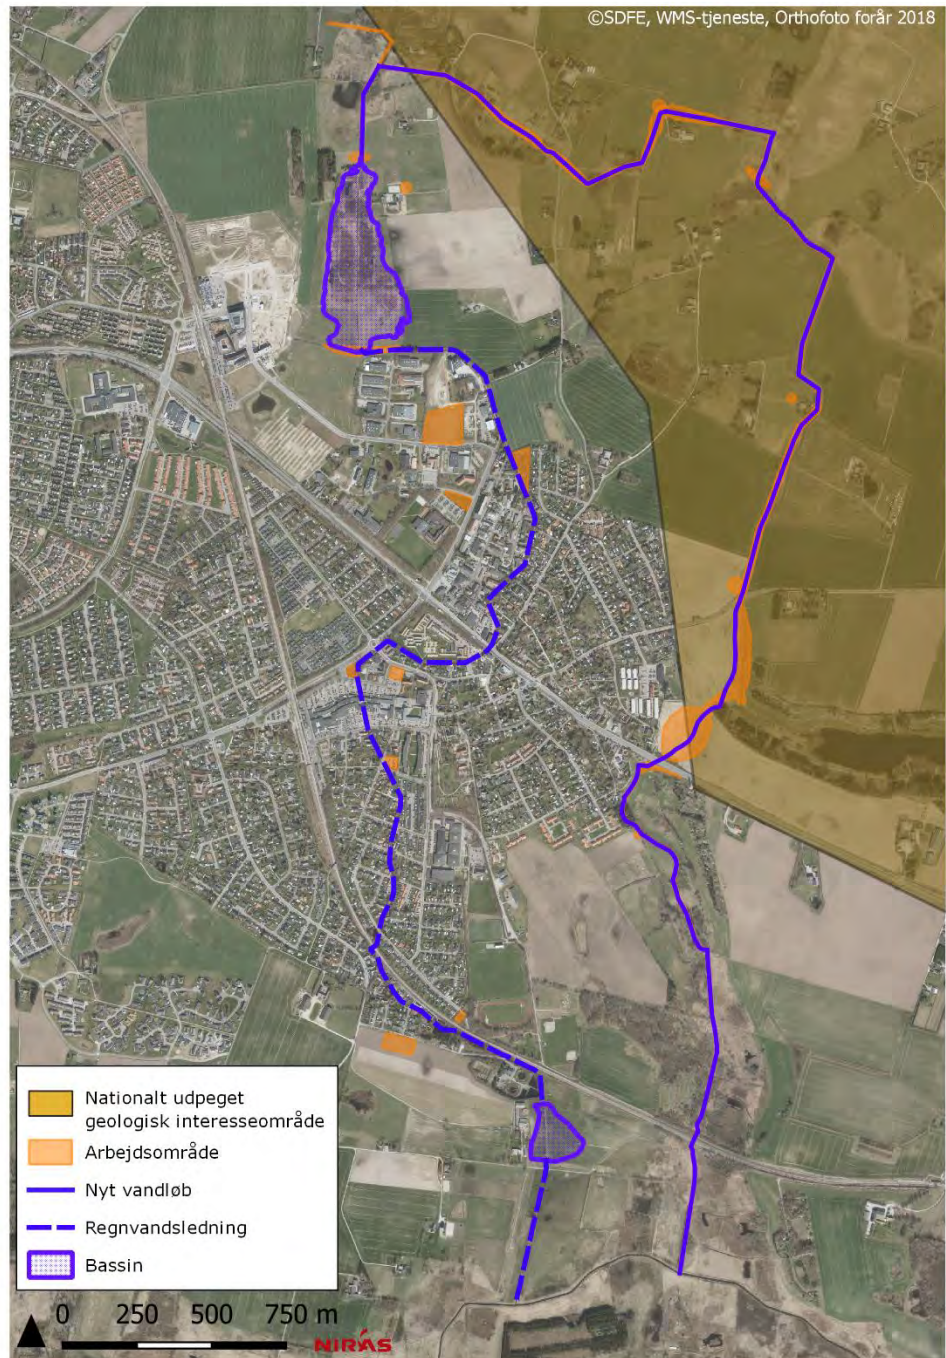 ©SDFE, WMS-tjeneste, Orthofoto forår 2018
Nationalt udpeget
geologisk interesseområde
Arbejdsområde
Nyt vandløb
Regnvandsledning
Bassin
0 250 500 750 m
NIRAS